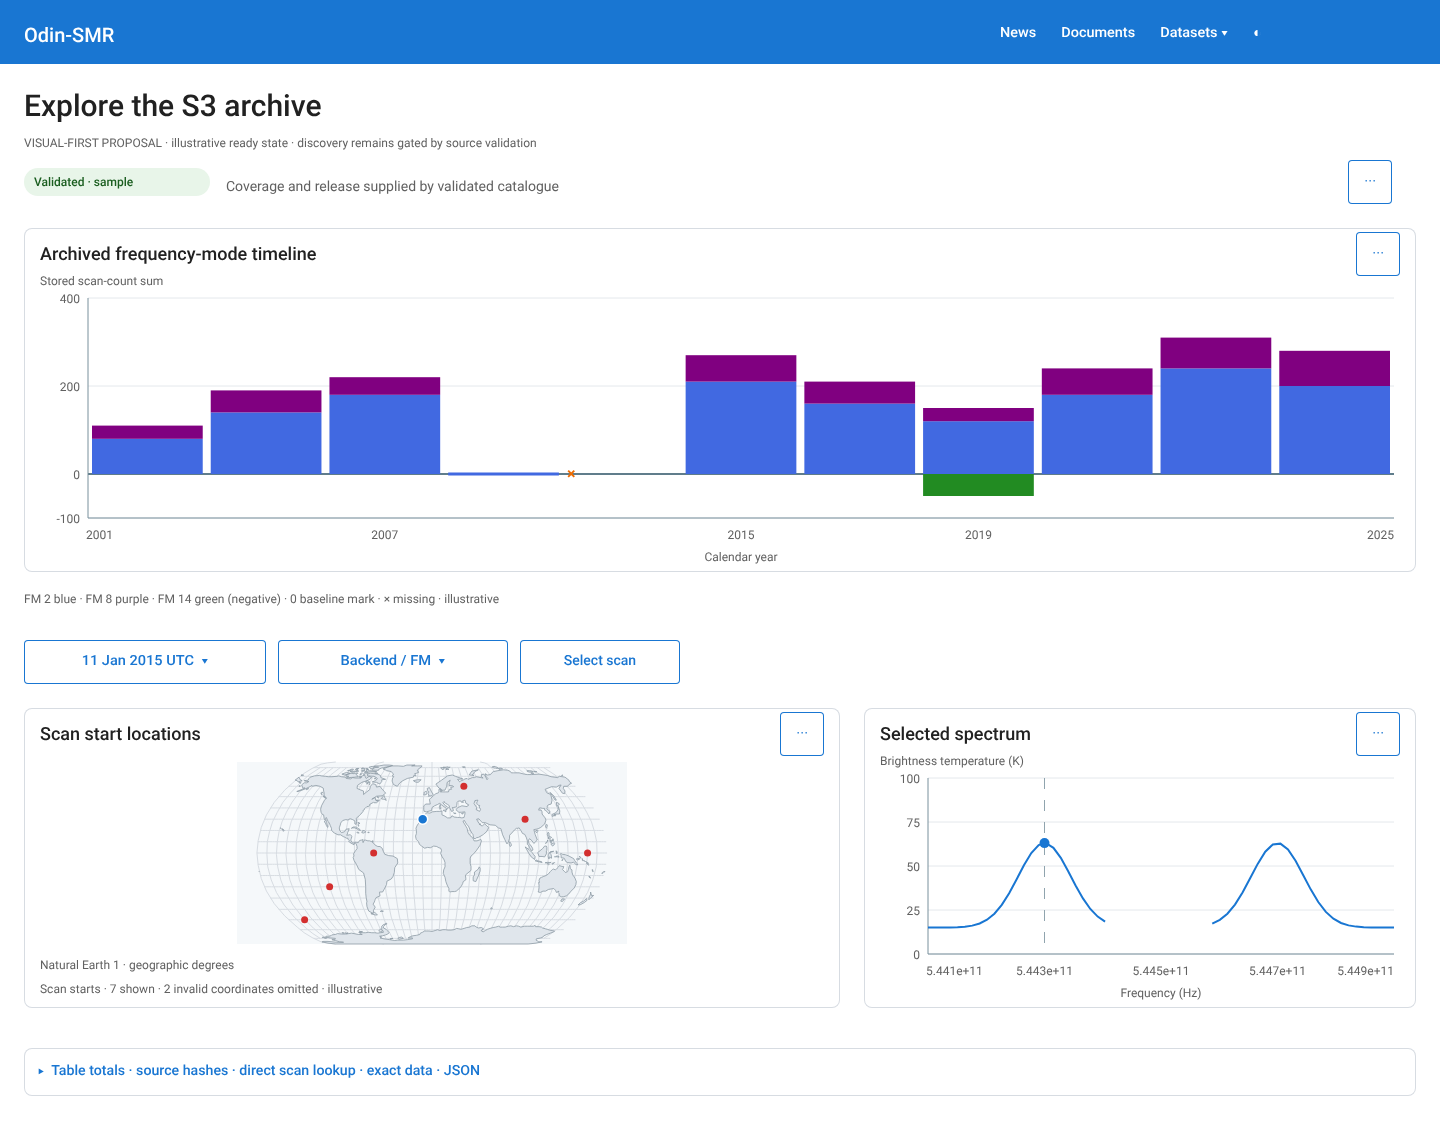 Odin-SMR
News Documents Datasets ▾
Explore the S3 archive
VISUAL-FIRST PROPOSAL · illustrative ready state · discovery remains gated by source validation
Validated · sample
Coverage and release supplied by validated catalogue
...
Archived frequency-mode timeline
...
Stored scan-count sum
400
200
0
-100
2001 2007 2015 2019 2025
Calendar year
FM 2 blue · FM 8 purple · FM 14 green (negative) · 0 baseline mark · × missing · illustrative
11 Jan 2015 UTC ▾
Backend / FM ▾
Select scan
Scan start locations
...
Natural Earth 1 · geographic degrees
Scan starts · 7 shown · 2 invalid coordinates omitted · illustrative
Selected spectrum
...
Brightness temperature (K)
100
75
50
25
0
5.441e+11 5.443e+11 5.445e+11 5.447e+11 5.449e+11
Frequency (Hz)
▸ Table totals · source hashes · direct scan lookup · exact data · JSON